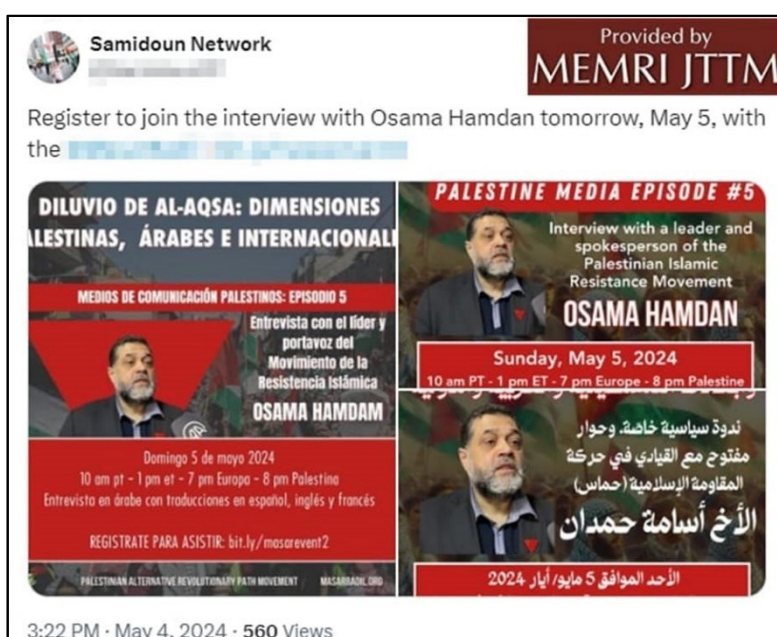 Samidoun Network
Provided by
MEMRI JTTM
Register to join the interview with Osama Hamdan tomorrow, May 5, with
the
DILUVIO DE AL-AQSA: DIMENSIONES
ALESTINAS, ÁRABES E INTERNACIONAL
MEDIOS DE COMUNICACIÓN PALESTINOS: EPISODIO 5
Entrevista con el líder y
portavoz del
Movimiento de la
Resistencia Islámica
OSAMA HAMDAM
Domingo 5 de mayo 2024
10 am pt - 1 pm et - 7 pm Europa - 8 pm Palestina
Entrevista en árabe con traducciones en español, inglés y francés
REGISTRATE PARA ASISTIR: bit.ly/masarevent2
PALESTINIAN ALTERNATIVE REVOLUTIONARY PATH MOVEMENT MASARBADIL.ORG
PALESTINE MEDIA EPISODE #5
Interview with a leader and
spokesperson of the
Palestinian Islamic
Resistance Movement
OSAMA HAMDAN
Sunday, May 5, 2024
10 am PT - 1 pm ET - 7 pm Europe - 8 pm Palestine
ندوة سياسية خاصة، وحوار
مفتوح مع القيادي في حركة
المقاومة الإسلامية (حماس)
الأخ أسامة حمدان
الأحد الموافق 5 مايو/ أيار 2024
3:22 PM · May 4, 2024 · 560 Views